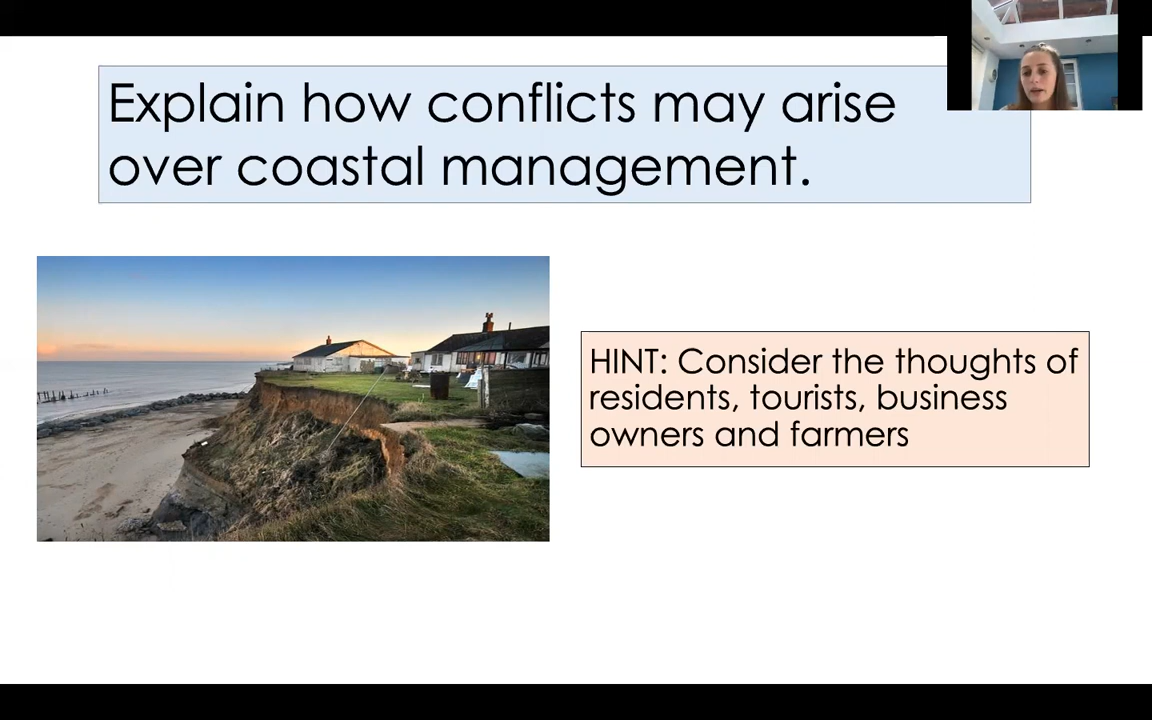 Explain how conflicts may arise
over coastal management.
HINT: Consider the thoughts of
residents, tourists, business
owners and farmers